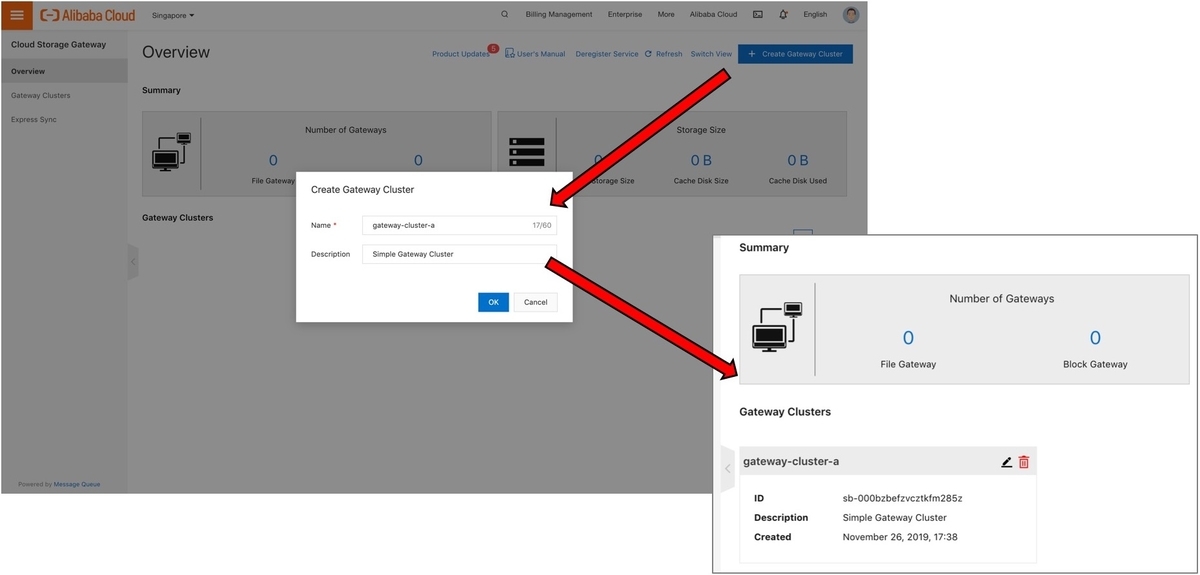 Alibaba Cloud
Singapore
Billing Management
Enterprise
More
Alibaba Cloud
English
Cloud Storage Gateway
Overview
Gateway Clusters
Express Sync
Overview
Product Updates
5
User's Manual
Deregister Service
Refresh
Switch View
+ Create Gateway Cluster
Summary
Number of Gateways
0
0
File Gateway
Storage Size
0
0 B
0 B
Storage Size
Cache Disk Size
Cache Disk Used
Gateway Clusters
Create Gateway Cluster
Name *
gateway-cluster-a
17/60
Description
Simple Gateway Cluster
OK
Cancel
Powered by Message Queue
Summary
Number of Gateways
0
0
File Gateway
Block Gateway
Gateway Clusters
gateway-cluster-a
ID
sb-000bzbefzvcztkfm285z
Description
Simple Gateway Cluster
Created
November 26, 2019, 17:38